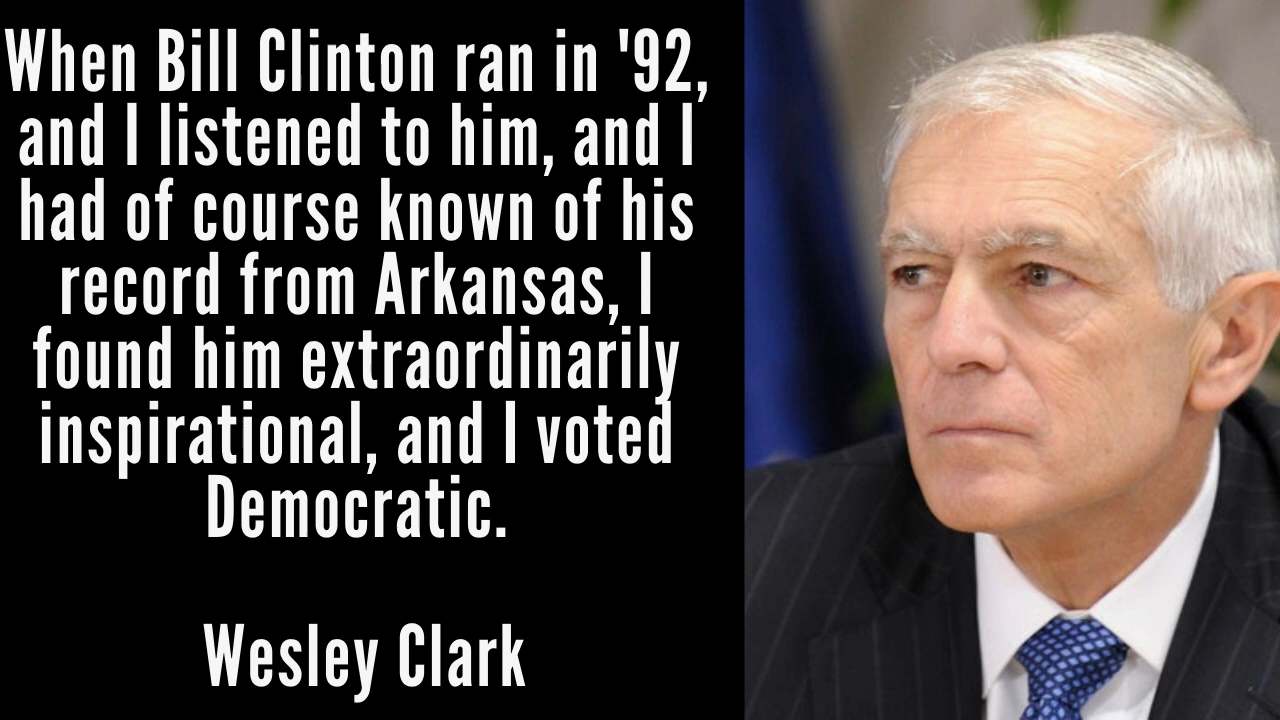 When Bill Clinton ran in '92,
and I listened to him, and I
had of course known of his
record from Arkansas, I
found him extraordinarily
inspirational, and I voted
Democratic.
Wesley Clark